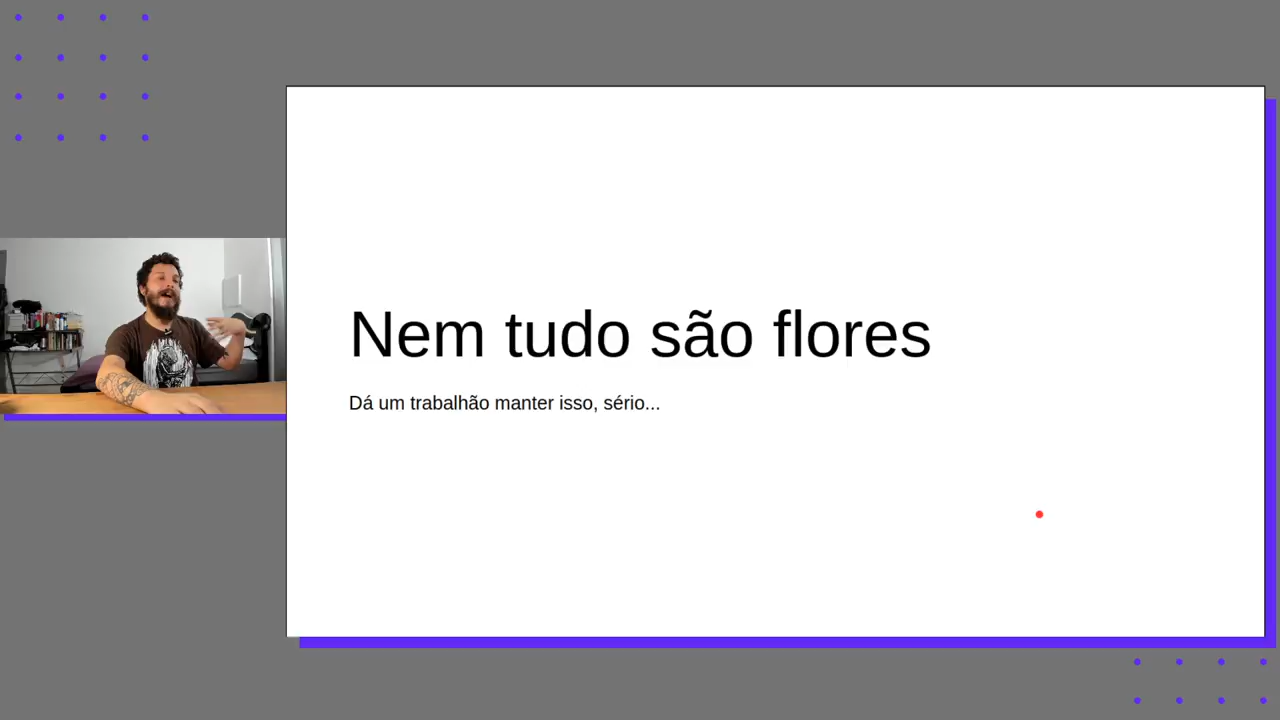 Nem tudo são flores
Dá um trabalhão manter isso, sério...